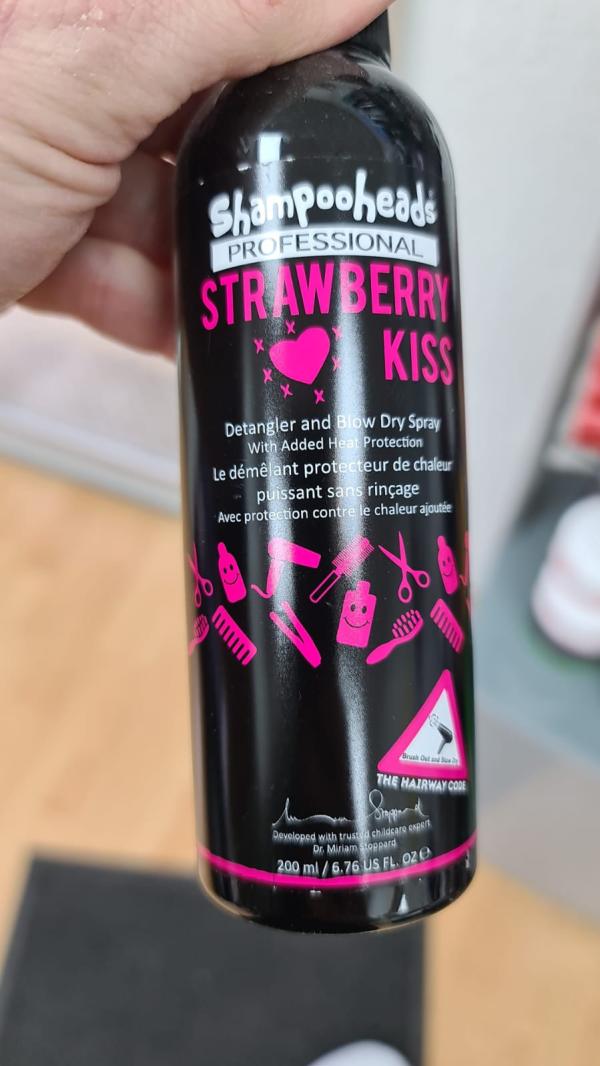 Shampooheads
PROFESSIONAL
STRAWBERRY
KISS
Detangler and Blow Dry Spray
With Added Heat Protection
Le démêlant protecteur de chaleur
puissant sans rinçage
Avec protection contre le chaleur ajoutée
Brush Out and Blow Dry
THE HAIRWAY CODE
Miriam Stoppard
Developed with trusted childcare expert
Dr. Miriam Stoppard
200 ml / 6.76 US FL. OZ ℮